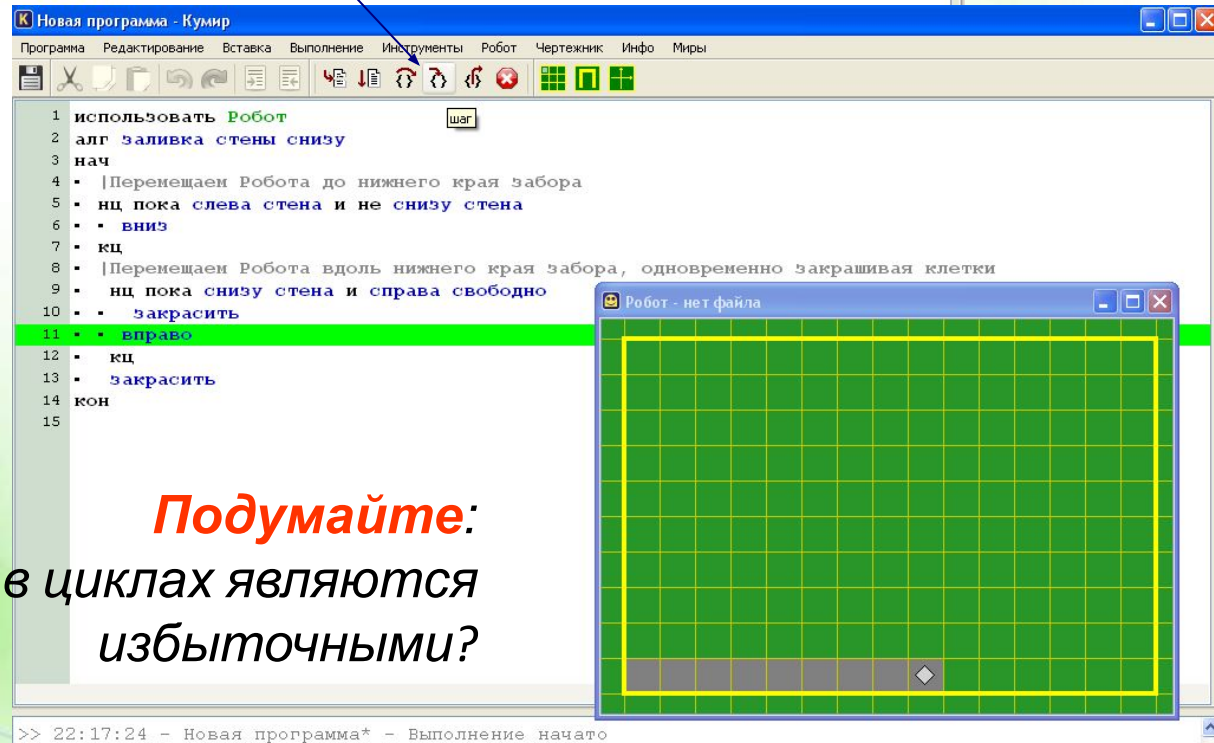 Новая программа - Кумир
Программа Редактирование Вставка Выполнение Инструменты Робот Чертежник Инфо Миры
шаг
1 использовать Робот
2 алг заливка стены снизу
3 нач
4 ▪ |Перемещаем Робота до нижнего края забора
5 ▪ нц пока слева стена и не снизу стена
6 ▪ ▪ вниз
7 ▪ кц
8 ▪ |Перемещаем Робота вдоль нижнего края забора, одновременно закрашивая клетки
9 ▪ нц пока снизу стена и справа свободно
10 ▪ ▪ закрасить
11 ▪ ▪ вправо
12 ▪ кц
13 ▪ закрасить
14 кон
15
Робот - нет файла
Подумайте:
в циклах являются
избыточными?
>> 22:17:24 - Новая программа* - Выполнение начато